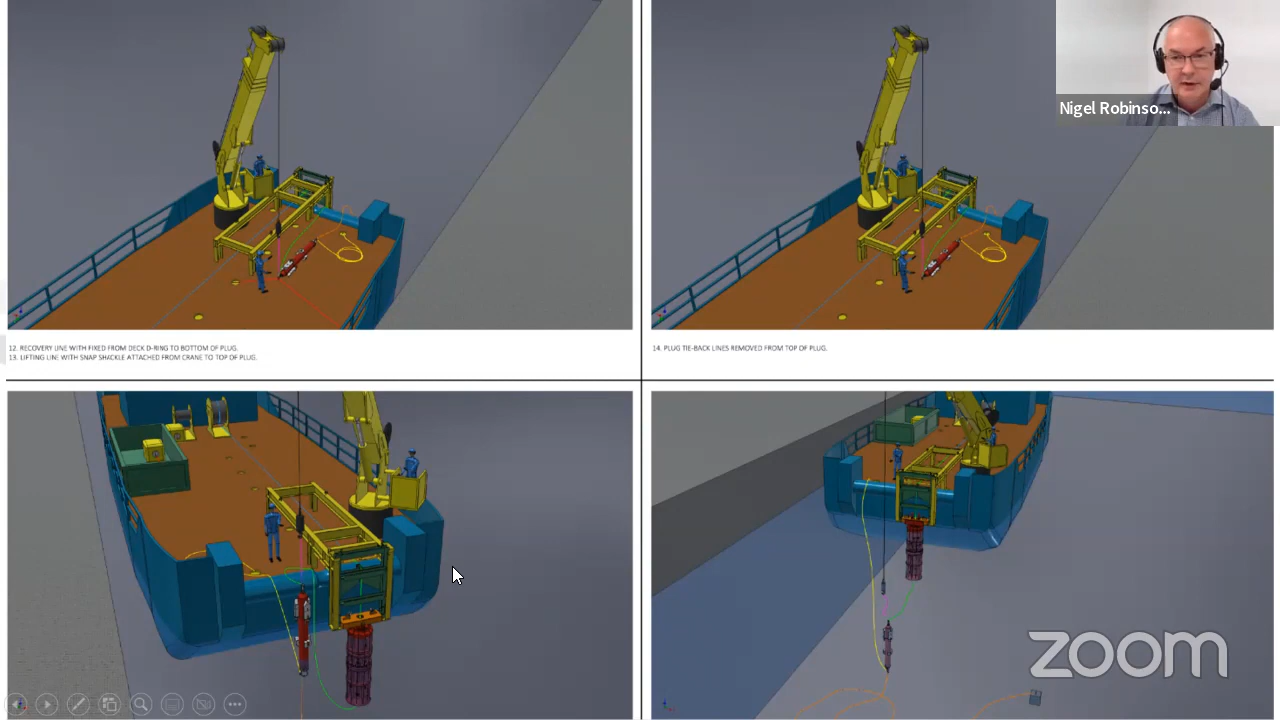 Nigel Robinso...
12. RECOVERY LINE WITH FIXED FROM DECK D-RING TO BOTTOM OF PLUG.
13. LIFTING LINE WITH SNAP SHACKLE ATTACHED FROM CRANE TO TOP OF PLUG.
14. PLUG TIE-BACK LINES REMOVED FROM TOP OF PLUG.
zoom